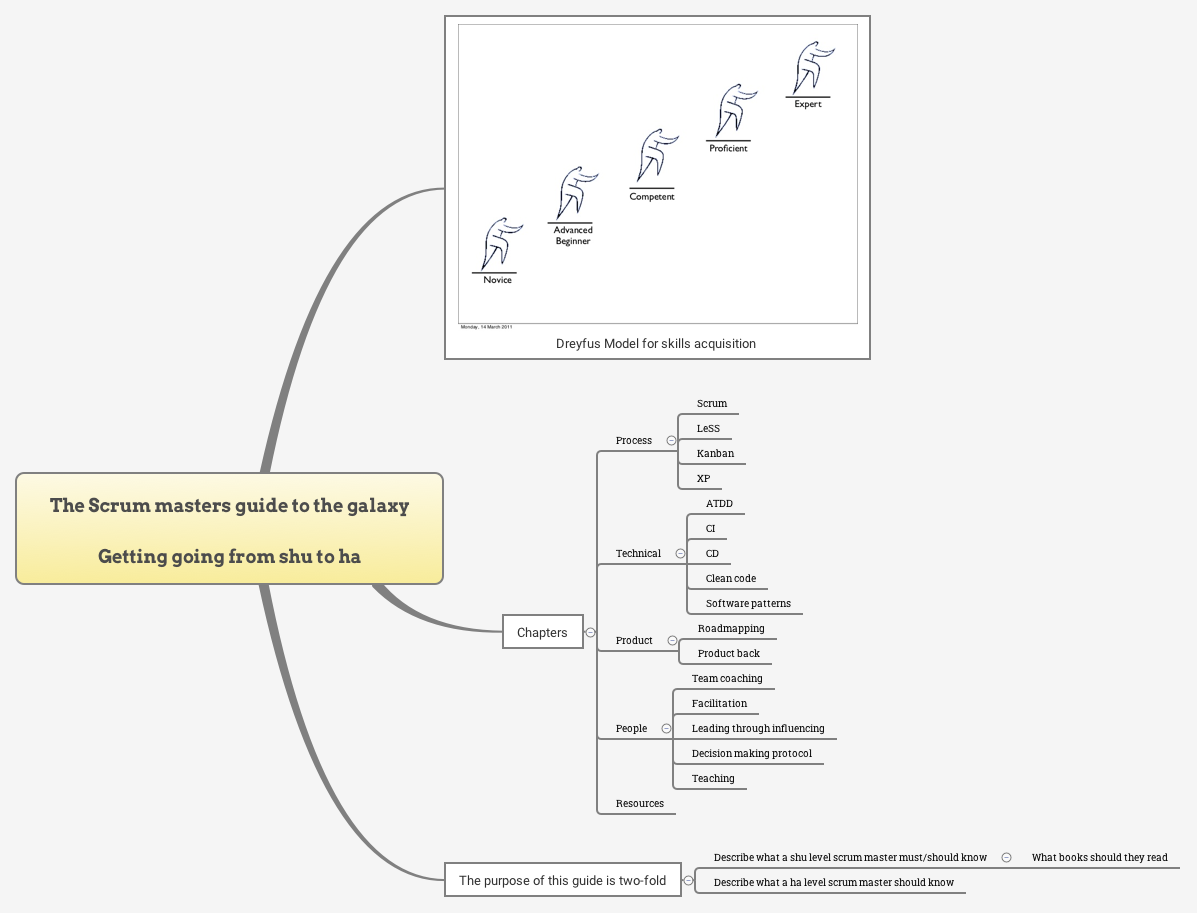 Expert
Proficient
Competent
Advanced
Beginner
Novice
Monday, 14 March 2011
Dreyfus Model for skills acquisition
The Scrum masters guide to the galaxy
Getting going from shu to ha
Chapters
Process
Scrum
LeSS
Kanban
XP
Technical
ATDD
CI
CD
Clean code
Software patterns
Product
Roadmapping
Product back
People
Team coaching
Facilitation
Leading through influencing
Decision making protocol
Teaching
Resources
The purpose of this guide is two-fold
Describe what a shu level scrum master must/should know
What books should they read
Describe what a ha level scrum master should know